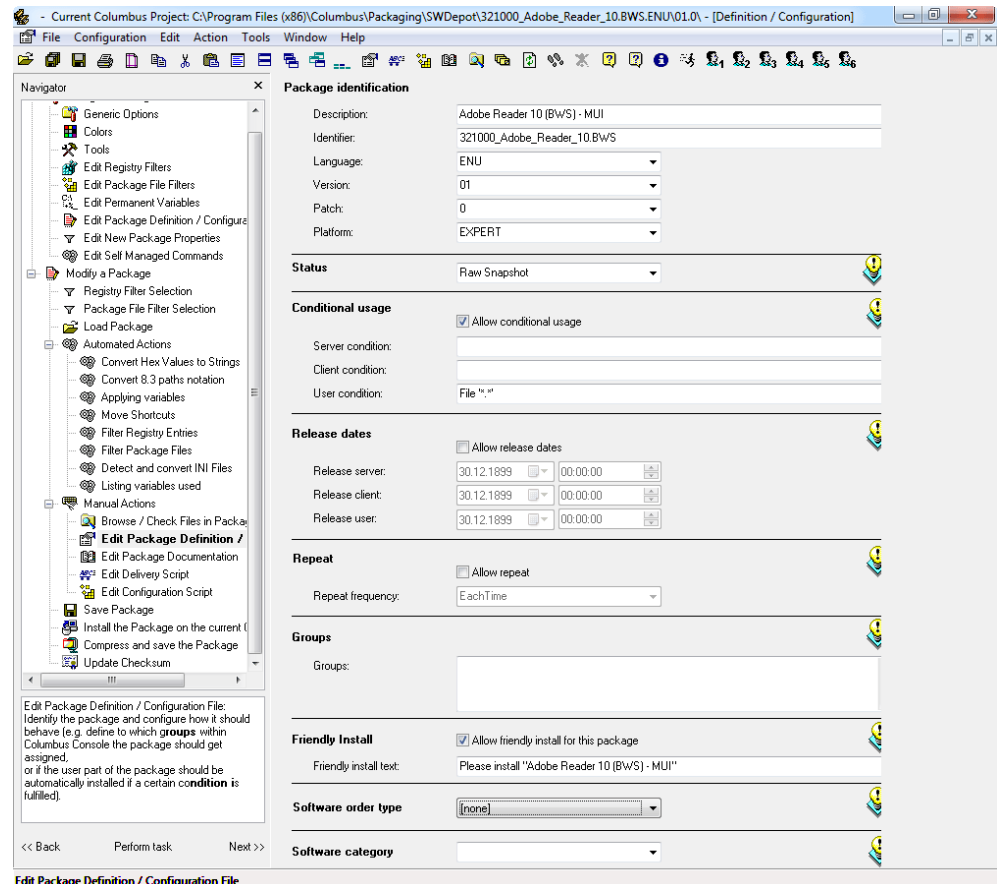 - Current Columbus Project: C:\Program Files (x86)\Columbus\Packaging\SWDepot\321000_Adobe_Reader_10.BWS.ENU\01.0\ - [Definition / Configuration]
File Configuration Edit Action Tools Window Help
1 2 3 4 5 6
Navigator
Generic Options
Colors
Tools
Edit Registry Filters
Edit Package File Filters
Edit Permanent Variables
Edit Package Definition / Configura
Edit New Package Properties
Edit Self Managed Commands
Modify a Package
Registry Filter Selection
Package File Filter Selection
Load Package
Automated Actions
Convert Hex Values to Strings
Convert 8.3 paths notation
Applying variables
Move Shortcuts
Filter Registry Entries
Filter Package Files
Detect and convert INI Files
Listing variables used
Manual Actions
Browse / Check Files in Packa
Edit Package Definition /
Edit Package Documentation
Edit Delivery Script
Edit Configuration Script
Save Package
Install the Package on the current
Compress and save the Package
Update Checksum
Edit Package Definition / Configuration File:
Identify the package and configure how it should
behave (e.g. define to which groups within
Columbus Console the package should get
assigned,
or if the user part of the package should be
automatically installed if a certain condition is
fulfilled).
<< Back Perform task Next >>
Package identification
Description: Adobe Reader 10 (BWS) - MUI
Identifier: 321000_Adobe_Reader_10.BWS
Language: ENU
Version: 01
Patch: 0
Platform: EXPERT
Status Raw Snapshot
Conditional usage
Allow conditional usage
Server condition:
Client condition:
User condition: File "*.*"
Release dates
Allow release dates
Release server: 30.12.1899 00:00:00
Release client: 30.12.1899 00:00:00
Release user: 30.12.1899 00:00:00
Repeat
Allow repeat
Repeat frequency: EachTime
Groups
Groups:
Friendly Install
Allow friendly install for this package
Friendly install text: Please install "Adobe Reader 10 (BWS) - MUI"
Software order type [none]
Software category
Edit Package Definition / Configuration File